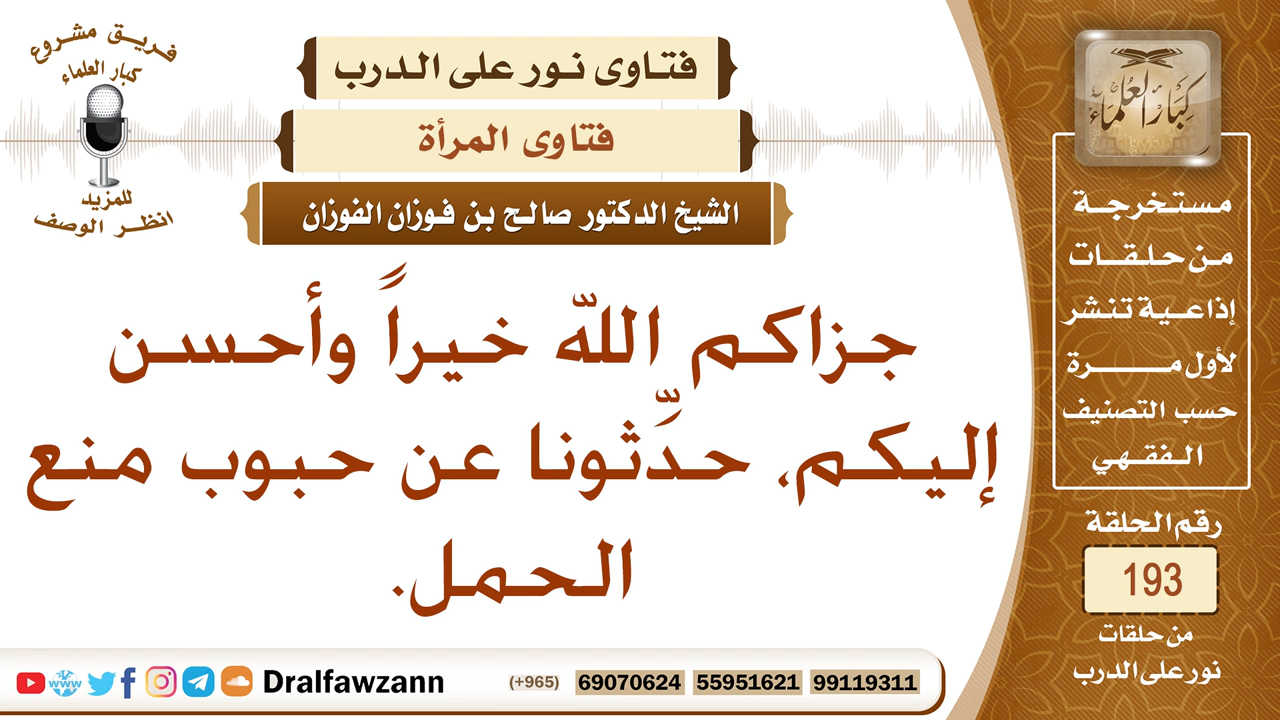 فريق مشروع
كبار العلماء
للمزيد
انظر الوصف
فتاوى نور على الدرب
فتاوى المرأة
الشيخ الدكتور صالح بن فوزان الفوزان
جزاكم الله خيراً وأحسن
إليكم، حدِّثونا عن حبوب منع
الحمل.
كبار العلماء
مستخرجة
من حلقات
إذاعية تنشر
لأول مرة
حسب التصنيف
الفقهي
رقم الحلقة
193
من حلقات
نور على الدرب
www
Dralfawzann
(+965) 69070624 55951621 99119311